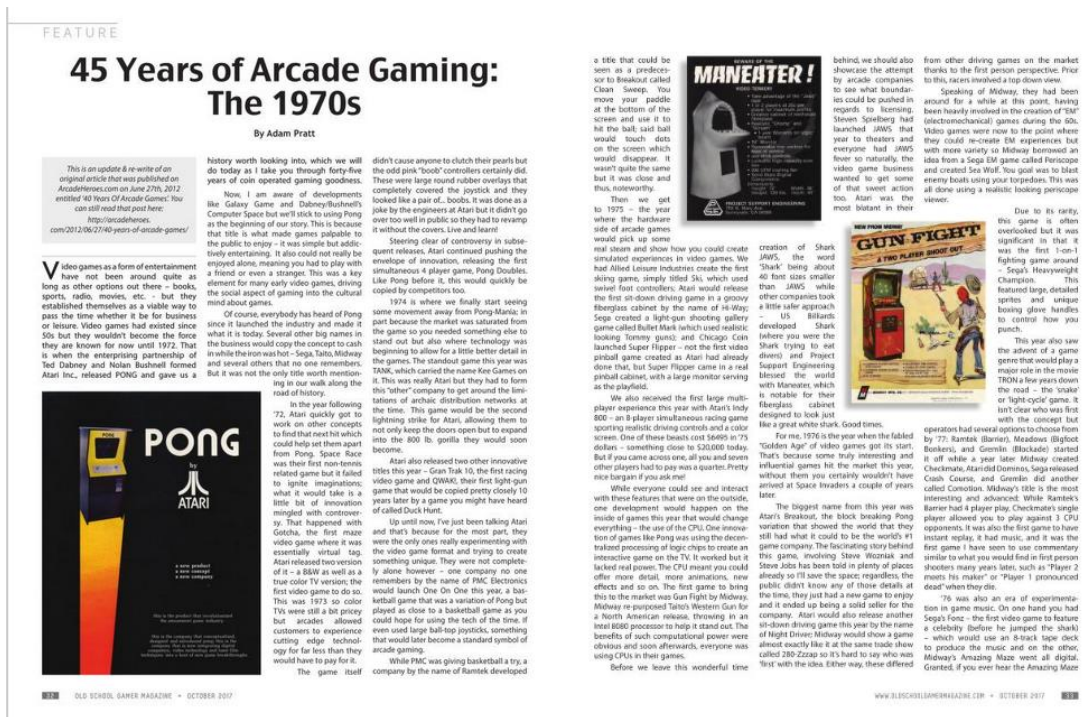 FEATURE
45 Years of Arcade Gaming:
The 1970s
By Adam Pratt
This is an update & re-write of an
original article that was published on
ArcadeHeroes.com on June 27th, 2012
entitled '40 Years Of Arcade Games'. You
can still read that post here:
http://arcadeheroes.
com/2012/06/27/40-years-of-arcade-games/
Video games as a form of entertainment
have not been around quite as
long as other options out there – books,
sports, radio, movies, etc. - but they
established themselves as a viable way to
pass the time whether it be for business
or leisure. Video games had existed since
50s but they wouldn't become the force
they are known for now until 1972. That
is when the enterprising partnership of
Ted Dabney and Nolan Bushnell formed
Atari Inc., released PONG and gave us a
history worth looking into, which we will
do today as I take you through forty-five
years of coin operated gaming goodness.
Now, I am aware of developments
like Galaxy Game and Dabney/Bushnell's
Computer Space but we'll stick to using Pong
as the beginning of our story. This is because
that title is what made games palpable to
the public to enjoy – it was simple but addic-
tively entertaining. It also could not really be
enjoyed alone, meaning you had to play with
a friend or even a stranger. This was a key
element for many early video games, driving
the social aspect of gaming into the cultural
mind about games.
Of course, everybody has heard of Pong
since it launched the industry and made it
what it is today. Several other big names in
the business would copy the concept to cash
in while the iron was hot – Sega, Taito, Midway
and several others that no one remembers.
But it was not the only title worth mention-
ing in our walk along the
road of history.
In the year following
'72, Atari quickly got to
work on other concepts
to find that next hit which
could help set them apart
from Pong. Space Race
was their first non-tennis
related game but it failed
to ignite imaginations;
what it would take is a
little bit of innovation
mingled with controver-
sy. That happened with
Gotcha, the first maze
video game where it was
essentially virtual tag.
Atari released two version
of it – a B&W as well as a
true color TV version; the
first video game to do so.
This was 1973 so color
TVs were still a bit pricey
but arcades allowed
customers to experience
cutting edge technol-
ogy for far less than they
would have to pay for it.
The game itself
didn't cause anyone to clutch their pearls but
the odd pink "boob" controllers certainly did.
These were large round rubber overlays that
completely covered the joystick and they
looked like a pair of... boobs. It was done as a
joke by the engineers at Atari but it didn't go
over too well in public so they had to revamp
it without the covers. Live and learn!
Steering clear of controversy in subse-
quent releases, Atari continued pushing the
envelope of innovation, releasing the first
simultaneous 4 player game, Pong Doubles.
Like Pong before it, this would quickly be
copied by competitors too.
1974 is where we finally start seeing
some movement away from Pong-Mania; in
part because the market was saturated from
the game so you needed something else to
stand out but also where technology was
beginning to allow for a little better detail in
the games. The standout game this year was
TANK, which carried the name Kee Games on
it. This was really Atari but they had to form
this "other" company to get around the limi-
tations of archaic distribution networks at
the time. This game would be the second
lightning strike for Atari, allowing them to
not only keep the doors open but to expand
into the 800 lb. gorilla they would soon
become.
Atari also released two other innovative
titles this year – Gran Trak 10, the first racing
video game and QWAK!, their first light-gun
game that would be copied pretty closely 10
years later by a game you might have heard
of called Duck Hunt.
Up until now, I've just been talking Atari
and that's because for the most part, they
were the only ones really experimenting with
the video format and trying to create
something unique. They were not complete-
ly alone however – one company no one
remembers by the name of PMC Electronics
would launch One On One this year, a bas-
ketball game that was a variation of Pong but
played as close to a basketball game as you
could hope for using the tech of the time. If
even used large ball-top joysticks, something
that would later become a standard symbol of
arcade gaming.
While PMC was giving basketball a try, a
company by the name of Ramtek developed
PONG
by
ATARI
a new product
a new concept
a new company
32 OLD SCHOOL GAMER MAGAZINE • OCTOBER 2017
a title that could be
seen as a predeces-
sor to Breakout called
Clean Sweep. You
move your paddle
at the bottom of the
screen and use it to
hit the ball; said ball
would touch dots
on the screen which
would disappear. It
wasn't quite the same
but it was close and
thus, noteworthy.
Then we get
to 1975 – the year
where the hardware
side of arcade games
would pick up some
real steam and show how you could create
simulated experiences in video games. We
had Allied Leisure Industries create the first
skiing game, simply titled Ski, which used
swivel foot controllers; Atari would release
the first sit-down driving game in a groovy
fiberglass cabinet by the name of Hi-Way;
Sega created a light-gun shooting gallery
game called Bullet Mark (which used realistic
looking Tommy guns); and Chicago Coin
launched Super Flipper – not the first video
pinball game created as Atari had already
done that, but Super Flipper came in a real
pinball cabinet, with a large monitor serving
as the playfield.
We also received the first large multi-
player experience this year with Atari's Indy
800 – an 8-player simultaneous racing game
sporting realistic driving controls and a color
screen. One of these beasts cost $6495 in '75
dollars – something close to $20,000 today.
But if you came across one, all you and seven
other players had to pay was a quarter. Pretty
nice bargain if you ask me!
While everyone could see and interact
with these features that were on the outside,
one development would happen on the
inside of games this year that would change
everything – the use of the CPU. One innova-
tion of games like Pong was using the decen-
tralized processing of logic chips to create an
interactive game on the TV. It worked but it
lacked real power. The CPU meant you could
offer more detail, more animations, new
effects and so on. The first game to bring
this to the market was Gun Fight by Midway.
Midway re-purposed Taito's Western Gun for
a North American release, throwing in an
Intel 8080 processor to help it stand out. The
benefits of such computational power were
obvious and soon afterwards, everyone was
using CPUs in their games.
Before we leave this wonderful time
BEWARE OF THE
MANEATER!
VIDEO TERROR!
PROJECT SUPPORT ENGINEERING
behind, we should also
showcase the attempt
by arcade companies
to see what boundar-
ies could be pushed in
regards to licensing.
Steven Spielberg had
launched JAWS that
year to theaters and
everyone had JAWS
fever so naturally, the
video game business
wanted to get some
of that sweet action
too. Atari was the
most blatant in their
creation of Shark
JAWS, the word
'Shark' being about
40 font sizes smaller
than JAWS while
other companies took
a little safer approach
– US Billiards
developed Shark
(where you were the
Shark trying to eat
divers) and Project
Support Engineering
blessed the world
with Maneater, which
is notable for their
fiberglass cabinet
designed to look just
like a great white shark. Good times.
For me, 1976 is the year when the fabled
"Golden Age" of video games got its start.
That's because some truly interesting and
influential games hit the market this year,
without them you certainly wouldn't have
arrived at Space Invaders a couple of years
later.
The biggest name from this year was
Atari's Breakout, the block breaking Pong
variation that showed the world that they
still had what it could to be the world's #1
game company. The fascinating story behind
this game, involving Steve Wozniak and
Steve Jobs has been told in plenty of places
already so I'll save the space; regardless, the
public didn't know any of those details at
the time, they just had a new game to enjoy
and it ended up being a solid seller for the
company. Atari would also release another
sit-down driving game this year by the name
of Night Driver; Midway would show a game
almost exactly like it at the same trade show
called 280-Zzzap so it's hard to say who was
'first' with the idea. Either way, these differed
NEW FROM MIDWAY
GUN FIGHT
A TWO PLAYER SHOOT OUT
from other driving games on the market
thanks to the first person perspective. Prior
to this, racers involved a top down view.
Speaking of Midway, they had been
around for a while at this point, having
been heavily involved in the creation of "EM"
(electromechanical) games during the 60s.
Video games were now to the point where
they could re-create EM experiences but
with more variety so Midway borrowed an
idea from a Sega EM game called Periscope
and created Sea Wolf. You goal was to blast
enemy boats using your torpedoes. This was
all done using a realistic looking periscope
viewer.
Due to its rarity,
this game is often
overlooked but it was
significant in that it
was the first 1-on-1
fighting game around
– Sega's Heavyweight
Champion. This
featured large, detailed
sprites and unique
boxing glove handles
to control how you
punch.
This year also saw
the advent of a game
genre that would play a
major role in the movie
TRON a few years down
the road – the 'snake'
or 'light-cycle' game. It
isn't clear who was first
with the concept but
operators had several options to choose from
by '77: Ramtek (Barrier), Meadows (Bigfoot
Bonkers), and Gremlin (Blockade) started
it off while a year later Midway created
Checkmate, Atari did Dominos, Sega released
Crash Course, and Gremlin did another
called Comotion. Midway's title is the most
interesting and advanced: While Ramtek's
Barrier had 4 player play, Checkmate's single
player allowed you to play against 3 CPU
opponents. It was also the first game to have
instant replay, it had music, and it was the
first game I have seen to use commentary
similar to what you would find in first person
shooters many years later, such as "Player 2
meets his maker" or "Player 1 pronounced
dead" when they die.
'76 was also an era of experimenta-
tion in game music. On one hand you had
Sega's Fonz – the first video game to feature
a celebrity (before he jumped the shark)
– which would use an 8-track tape deck
to produce the music and on the other,
Midway's Amazing Maze went all digital.
Granted, if you ever hear the Amazing Maze
WWW.OLDSCHOOLGAMERMAGAZINE.COM • OCTOBER 2017 33